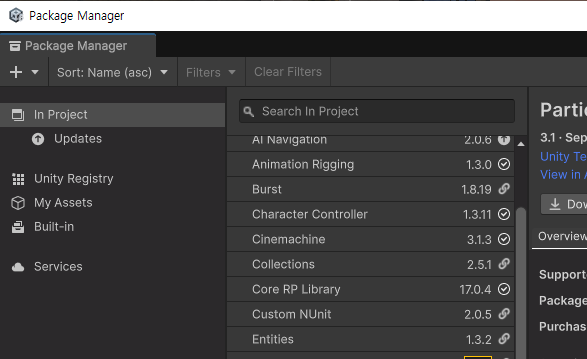 Package Manager
Package Manager
Sort: Name (asc)
Filters
Clear Filters
In Project
Updates
Unity Registry
My Assets
Built-in
Services
Search In Project
AI Navigation 2.0.6
Animation Rigging 1.3.0
Burst 1.8.19
Character Controller 1.3.11
Cinemachine 3.1.3
Collections 2.5.1
Core RP Library 17.0.4
Custom NUnit 2.0.5
Entities 1.3.2
Parti
3.1 · Sep
Unity Te
View in A
Dow
Overview
Support
Package
Purchas